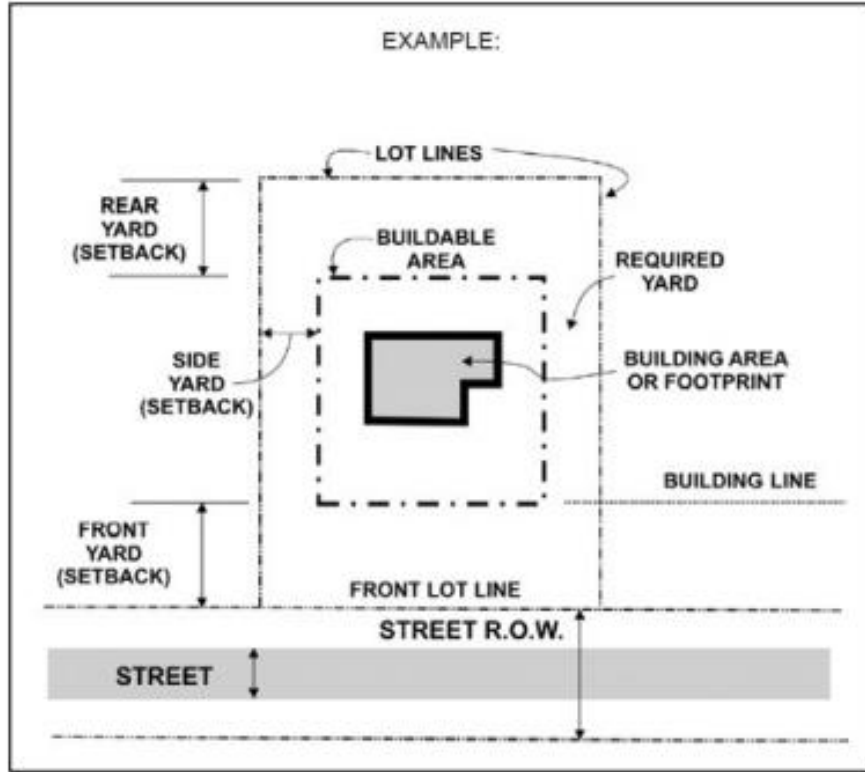 EXAMPLE:
LOT LINES
REAR
YARD
(SETBACK)
BUILDABLE
AREA
REQUIRED
YARD
SIDE
YARD
(SETBACK)
BUILDING AREA
OR FOOTPRINT
BUILDING LINE
FRONT
YARD
(SETBACK)
FRONT LOT LINE
STREET R.O.W.
STREET